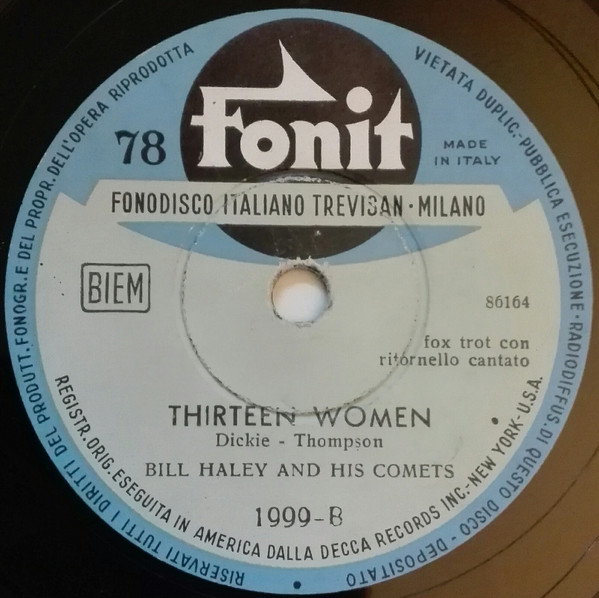 RISERVATI TUTTI I DIRITTI DEL PRODUTT. FONOGR. E DEL PROPR. DELL'OPERA RIPRODOTTA
VIETATA DUPLIC.-PUBBLICA ESECUZIONE·RADIODIFFUS. DI QUESTO DISCO - DEPOSITATO
Fonit
78
MADE
IN ITALY
FONODISCO ITALIANO TREVISAN·MILANO
BIEM
86164
fox trot con
ritornello cantato
THIRTEEN WOMEN
Dickie - Thompson
BILL HALEY AND HIS COMETS
1999-B
REGISTR. ORIG. ESEGUITA IN AMERICA DALLA DECCA RECORDS INC.-NEW YORK-U.S.A.